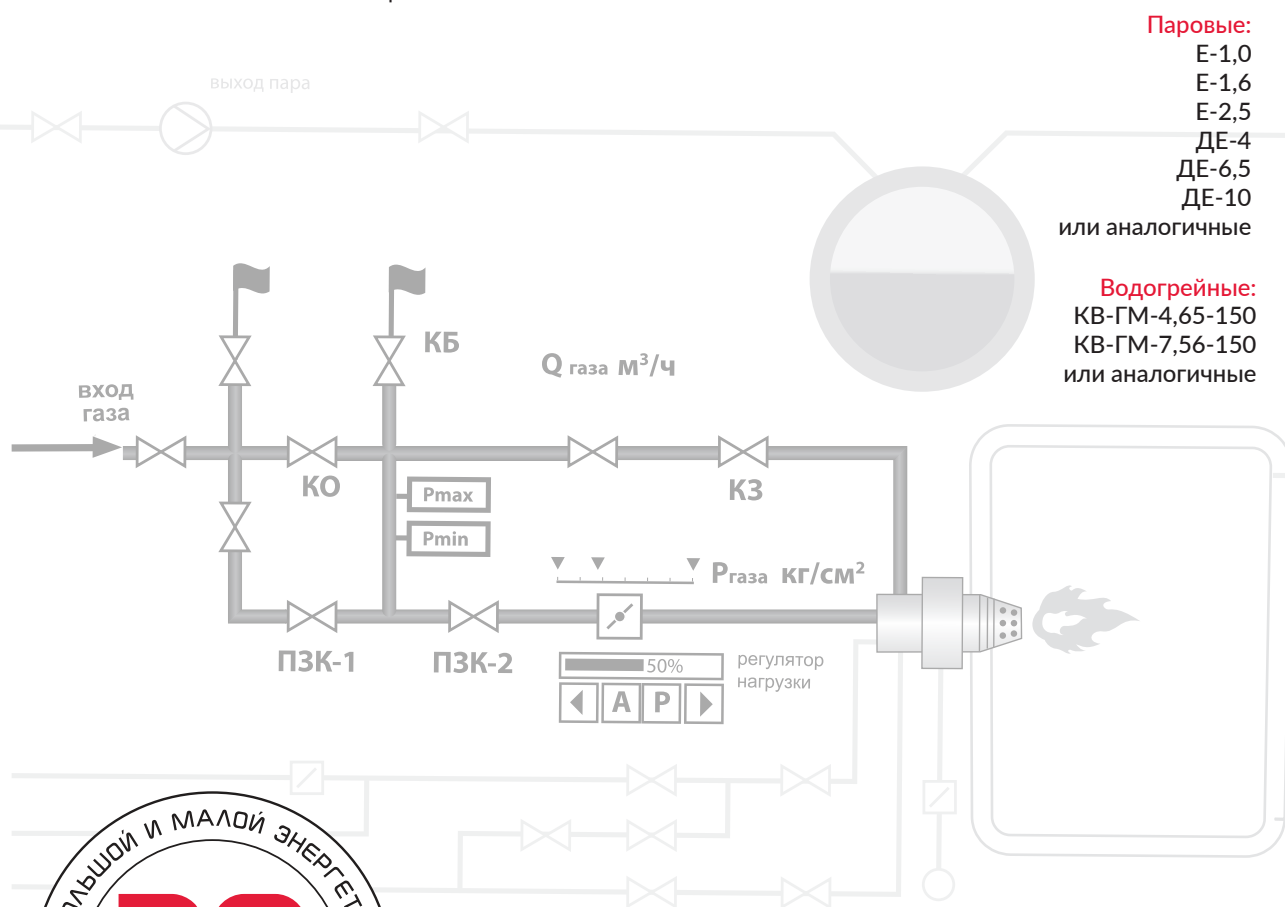 Паровые:
Е-1,0
Е-1,6
Е-2,5
ДЕ-4
ДЕ-6,5
ДЕ-10
или аналогичные
Водогрейные:
КВ-ГМ-4,65-150
КВ-ГМ-7,56-150
или аналогичные
выход пара
КБ
Q газа м³/ч
вход
газа
КО
КЗ
Pmax
Pmin
Pгаза кг/см²
ПЗК-1
ПЗК-2
50%
регулятор
нагрузки
А Р
И МАЛОЙ